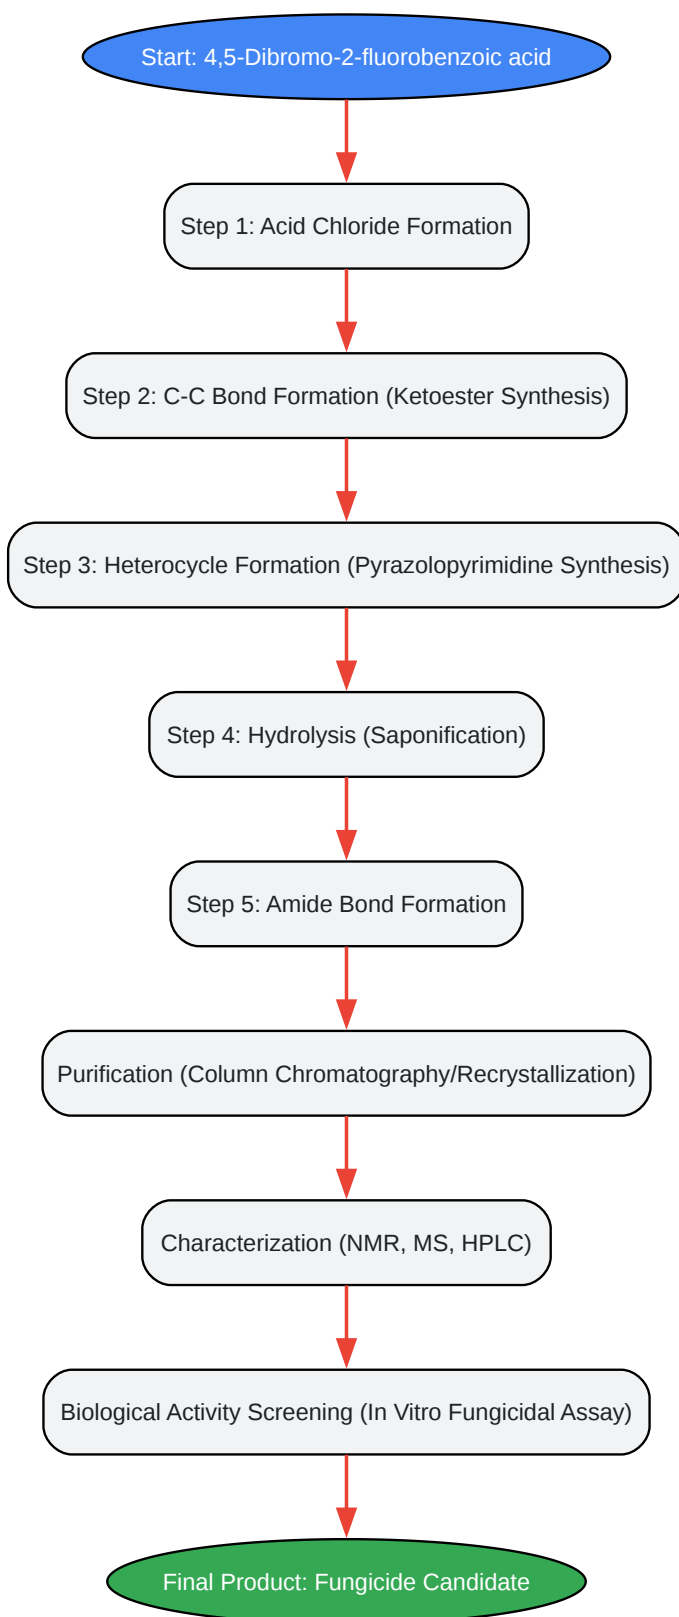 Start: 4,5-Dibromo-2-fluorobenzoic acid
Step 1: Acid Chloride Formation
Step 2: C-C Bond Formation (Ketoester Synthesis)
Step 3: Heterocycle Formation (Pyrazolopyrimidine Synthesis)
Step 4: Hydrolysis (Saponification)
Step 5: Amide Bond Formation
Purification (Column Chromatography/Recrystallization)
Characterization (NMR, MS, HPLC)
Biological Activity Screening (In Vitro Fungicidal Assay)
Final Product: Fungicide Candidate